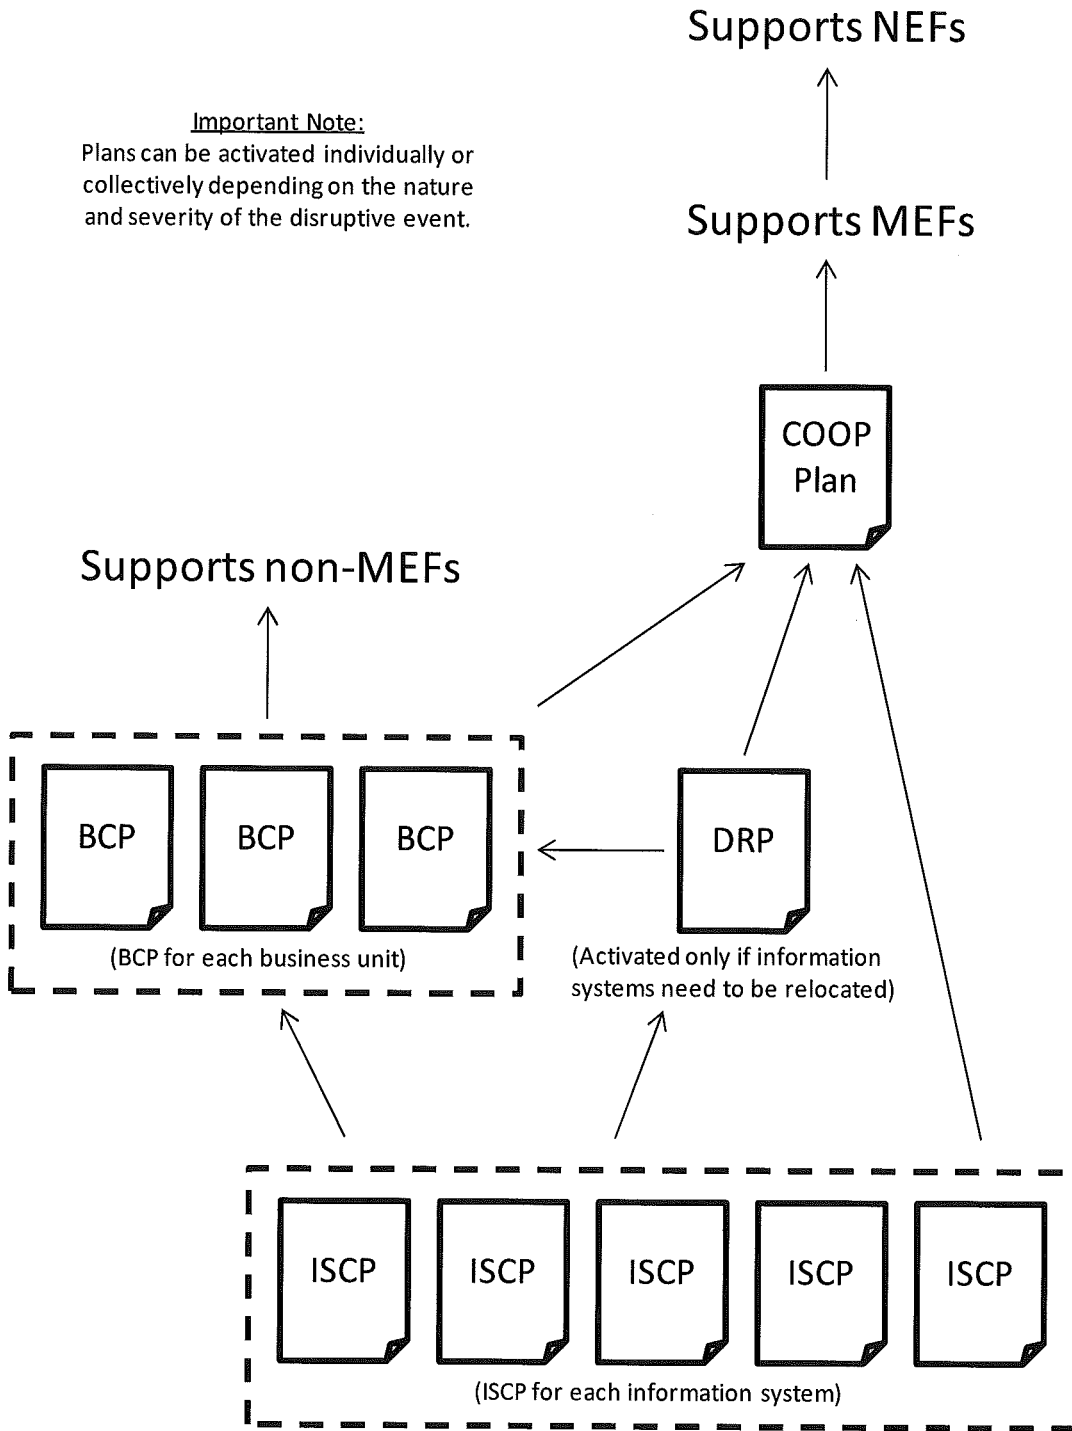 Supports NEFs
Important Note:
Plans can be activated individually or
collectively depending on the nature
and severity of the disruptive event.
Supports MEFs
COOP
Plan
Supports non-MEFs
BCP
BCP
BCP
DRP
(BCP for each business unit)
(Activated only if information
systems need to be relocated)
ISCP
ISCP
ISCP
ISCP
ISCP
(ISCP for each information system)